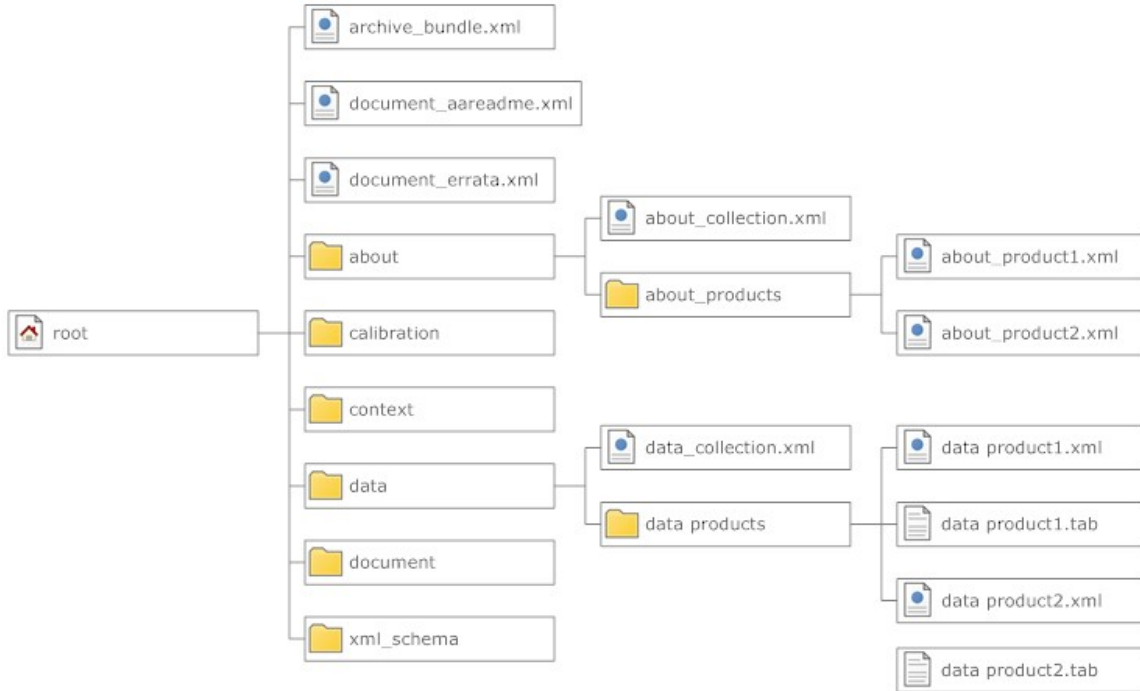 archive_bundle.xml
document_aareadme.xml
document_errata.xml
about_collection.xml
about
about_product1.xml
about_products
root
calibration
about_product2.xml
context
data_collection.xml
data product1.xml
data
data products
data product1.tab
document
data product2.xml
xml_schema
data product2.tab